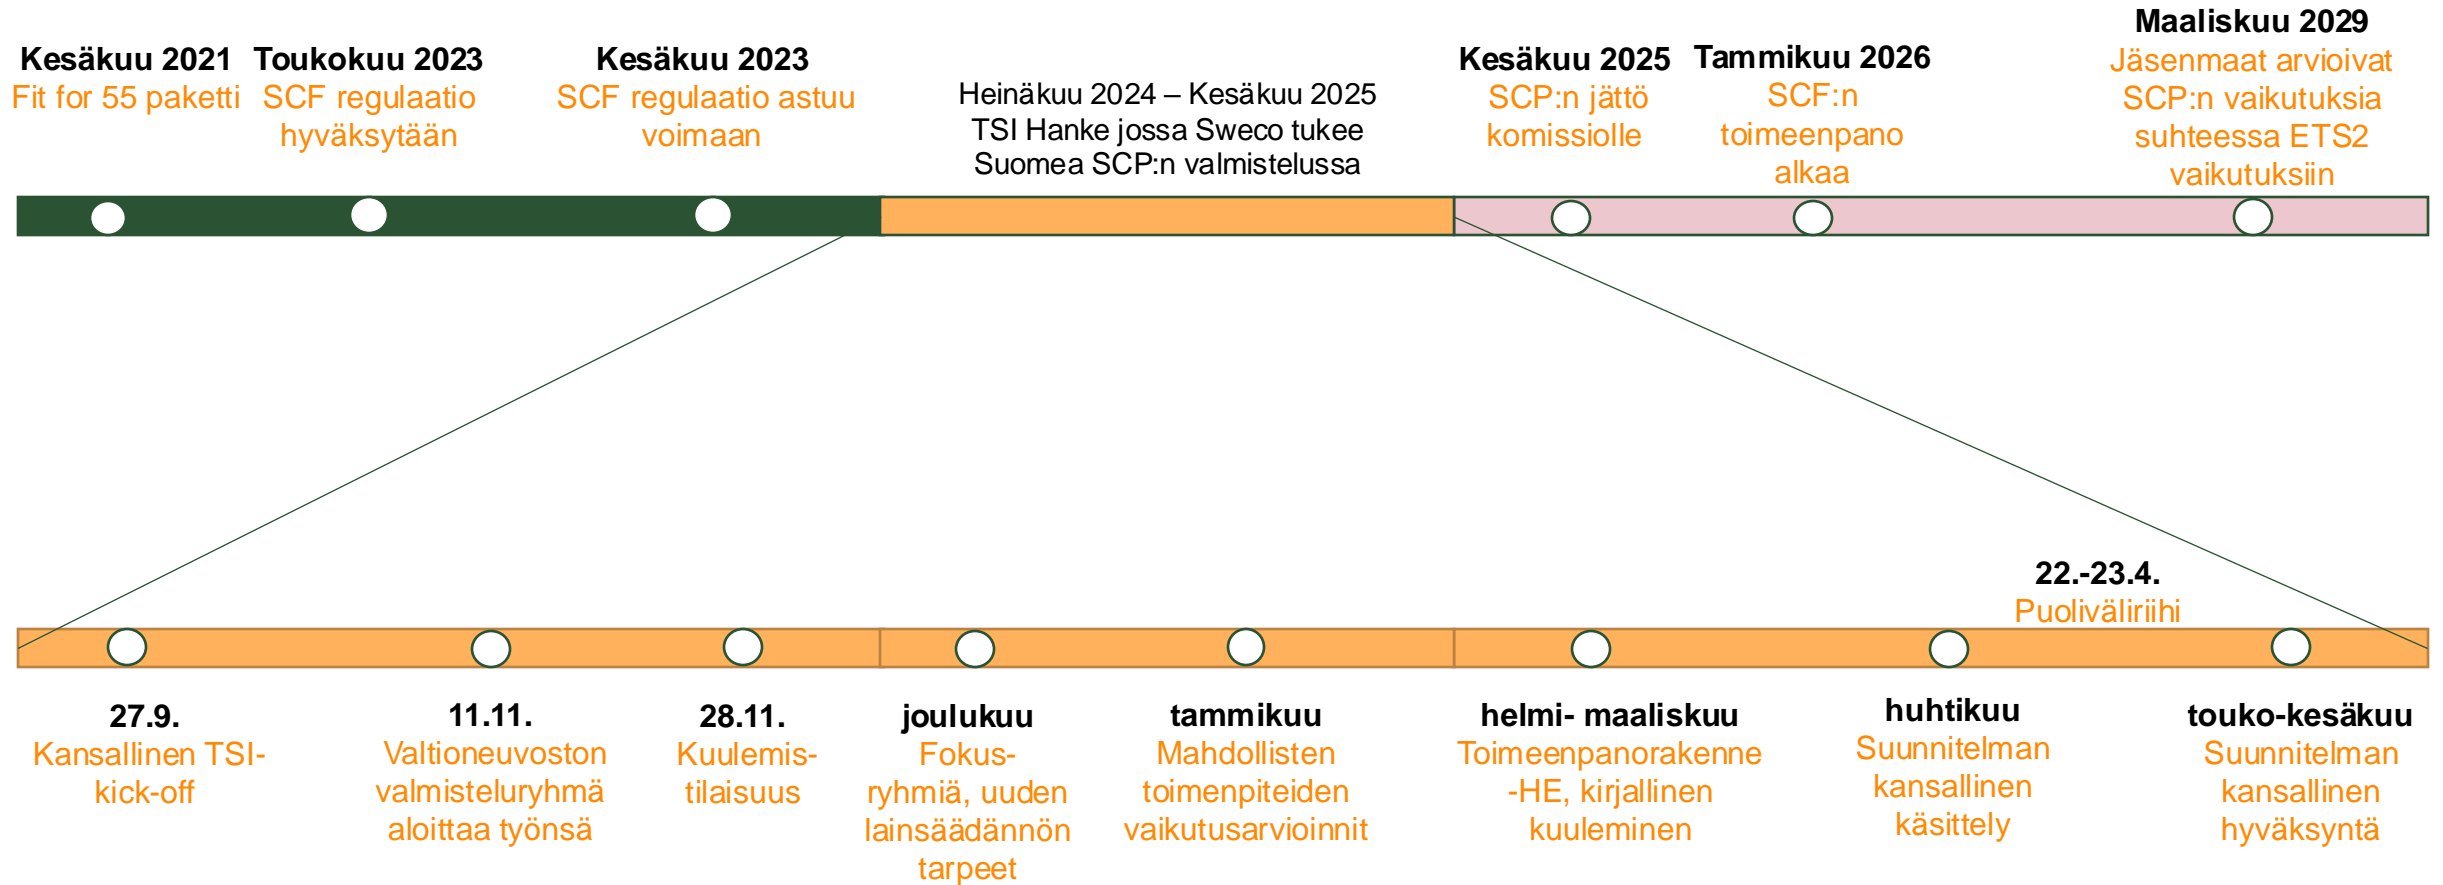 Kesäkuu 2021
Fit for 55 paketti
Toukokuu 2023
SCF regulaatio
hyväksytään
Kesäkuu 2023
SCF regulaatio astuu
voimaan
Heinäkuu 2024 – Kesäkuu 2025
TSI Hanke jossa Sweco tukee
Suomea SCP:n valmistelussa
Kesäkuu 2025
SCP:n jättö
komissiolle
Tammikuu 2026
SCF:n
toimeenpano
alkaa
Maaliskuu 2029
Jäsenmaat arvioivat
SCP:n vaikutuksia
suhteessa ETS2
vaikutuksiin
27.9.
Kansallinen TSI-
kick-off
11.11.
Valtioneuvoston
valmisteluryhmä
aloittaa työnsä
28.11.
Kuulemis-
tilaisuus
joulukuu
Fokus-
ryhmiä, uuden
lainsäädännön
tarpeet
tammikuu
Mahdollisten
toimenpiteiden
vaikutusarvioinnit
helmi- maaliskuu
Toimeenpanorakenne
-HE, kirjallinen
kuuleminen
huhtikuu
Suunnitelman
kansallinen
käsittely
22.-23.4.
Puoliväliriihi
touko-kesäkuu
Suunnitelman
kansallinen
hyväksyntä